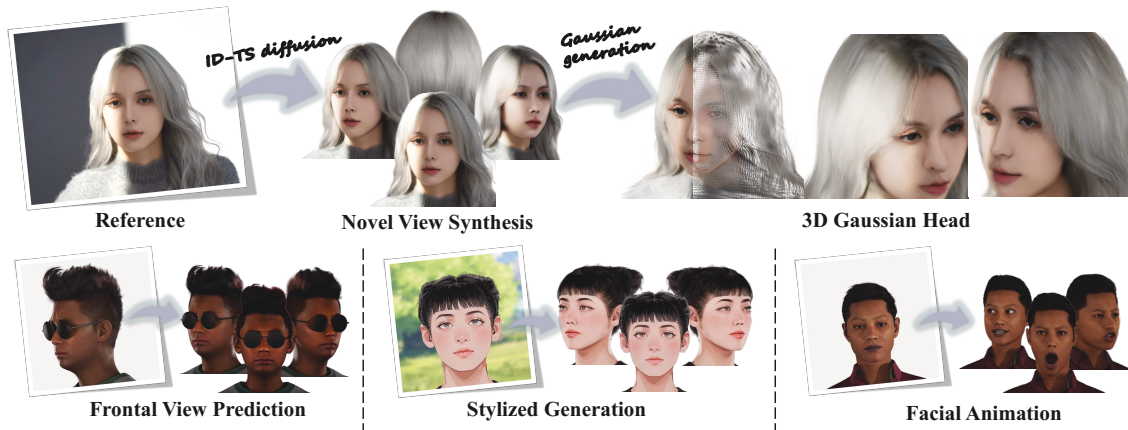 ID-TS diffusion
Gaussian
generation
Reference
Novel View Synthesis
3D Gaussian Head
Frontal View Prediction
Stylized Generation
Facial Animation